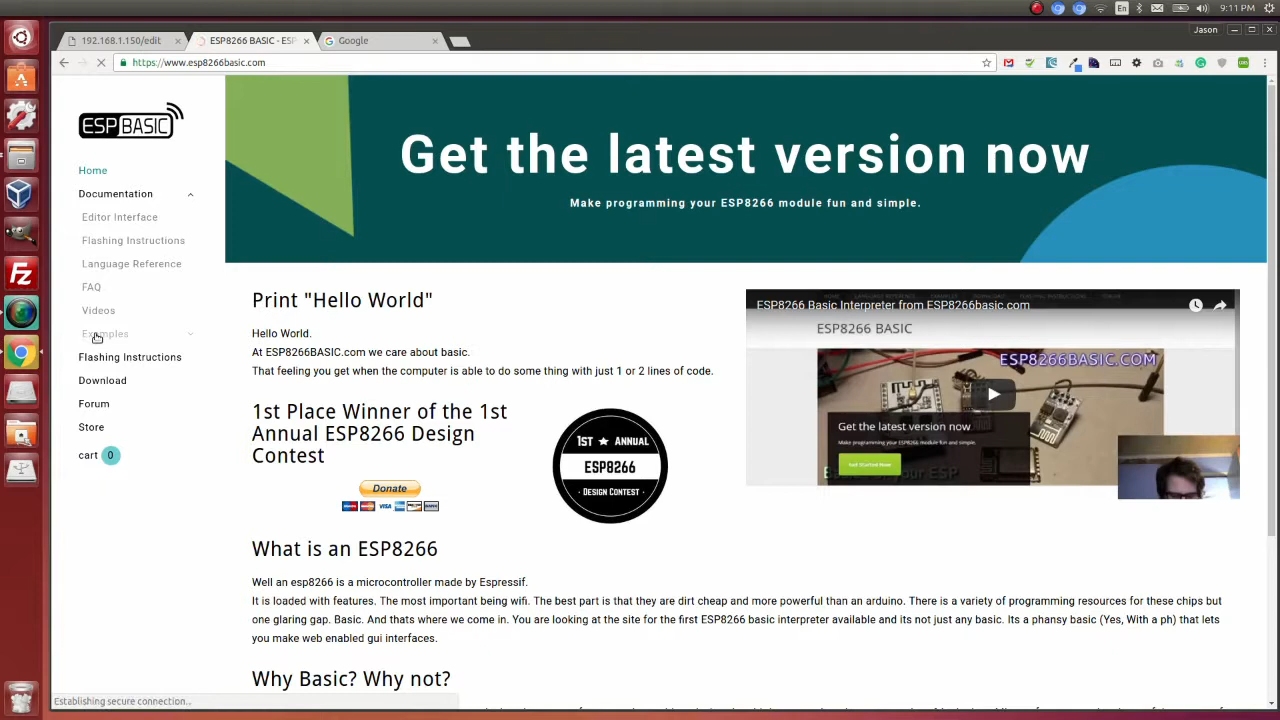 En
9:11 PM
192.168.1.150/edit
ESP8266 BASIC - ESP
Google
Jason
https://www.esp8266basic.com
ESP BASIC
Home
Documentation
Editor Interface
Flashing Instructions
Language Reference
FAQ
Videos
Examples
Flashing Instructions
Download
Forum
Store
cart 0
Get the latest version now
Make programming your ESP8266 module fun and simple.
Print "Hello World"
Hello World.
At ESP8266BASIC.com we care about basic.
That feeling you get when the computer is able to do some thing with just 1 or 2 lines of code.
1st Place Winner of the 1st
Annual ESP8266 Design
Contest
Donate
VISA
1ST ★ ANNUAL
ESP8266
· DESIGN CONTEST ·
ESP8266 Basic Interpreter from ESP8266basic.com
ESP8266 BASIC
ESP8266BASIC.COM
Get the latest version now
Make programming your ESP8266 module fun and simple.
What is an ESP8266
Well an esp8266 is a microcontroller made by Espressif.
It is loaded with features. The most important being wifi. The best part is that they are dirt cheap and more powerful than an arduino. There is a variety of programming resources for these chips but
one glaring gap. Basic. And thats where we come in. You are looking at the site for the first ESP8266 basic interpreter available and its not just any basic. Its a phansy basic (Yes, With a ph) that lets
you make web enabled gui interfaces.
Why Basic? Why not?
Establishing secure connection...